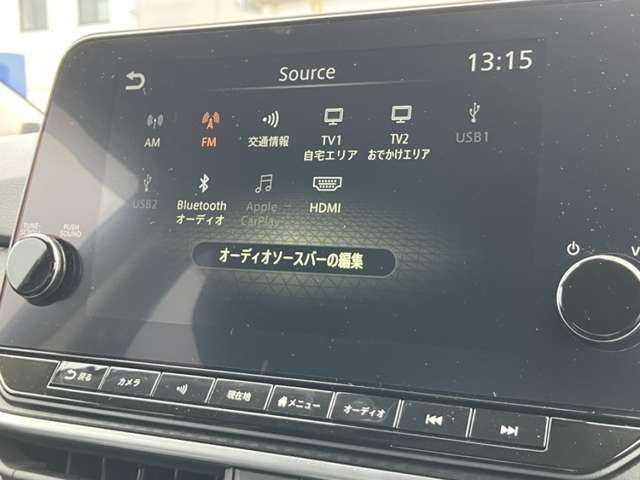 Source
13:15
AM
FM
交通情報
TV1
自宅エリア
TV2
おでかけエリア
USB1
USB2
Bluetooth
オーディオ
Apple
CarPlay
HDMI
オーディオソースバーの編集
TUNE
PUSH
SOUND
V
戻る
カメラ
現在地
メニュー
オーディオ